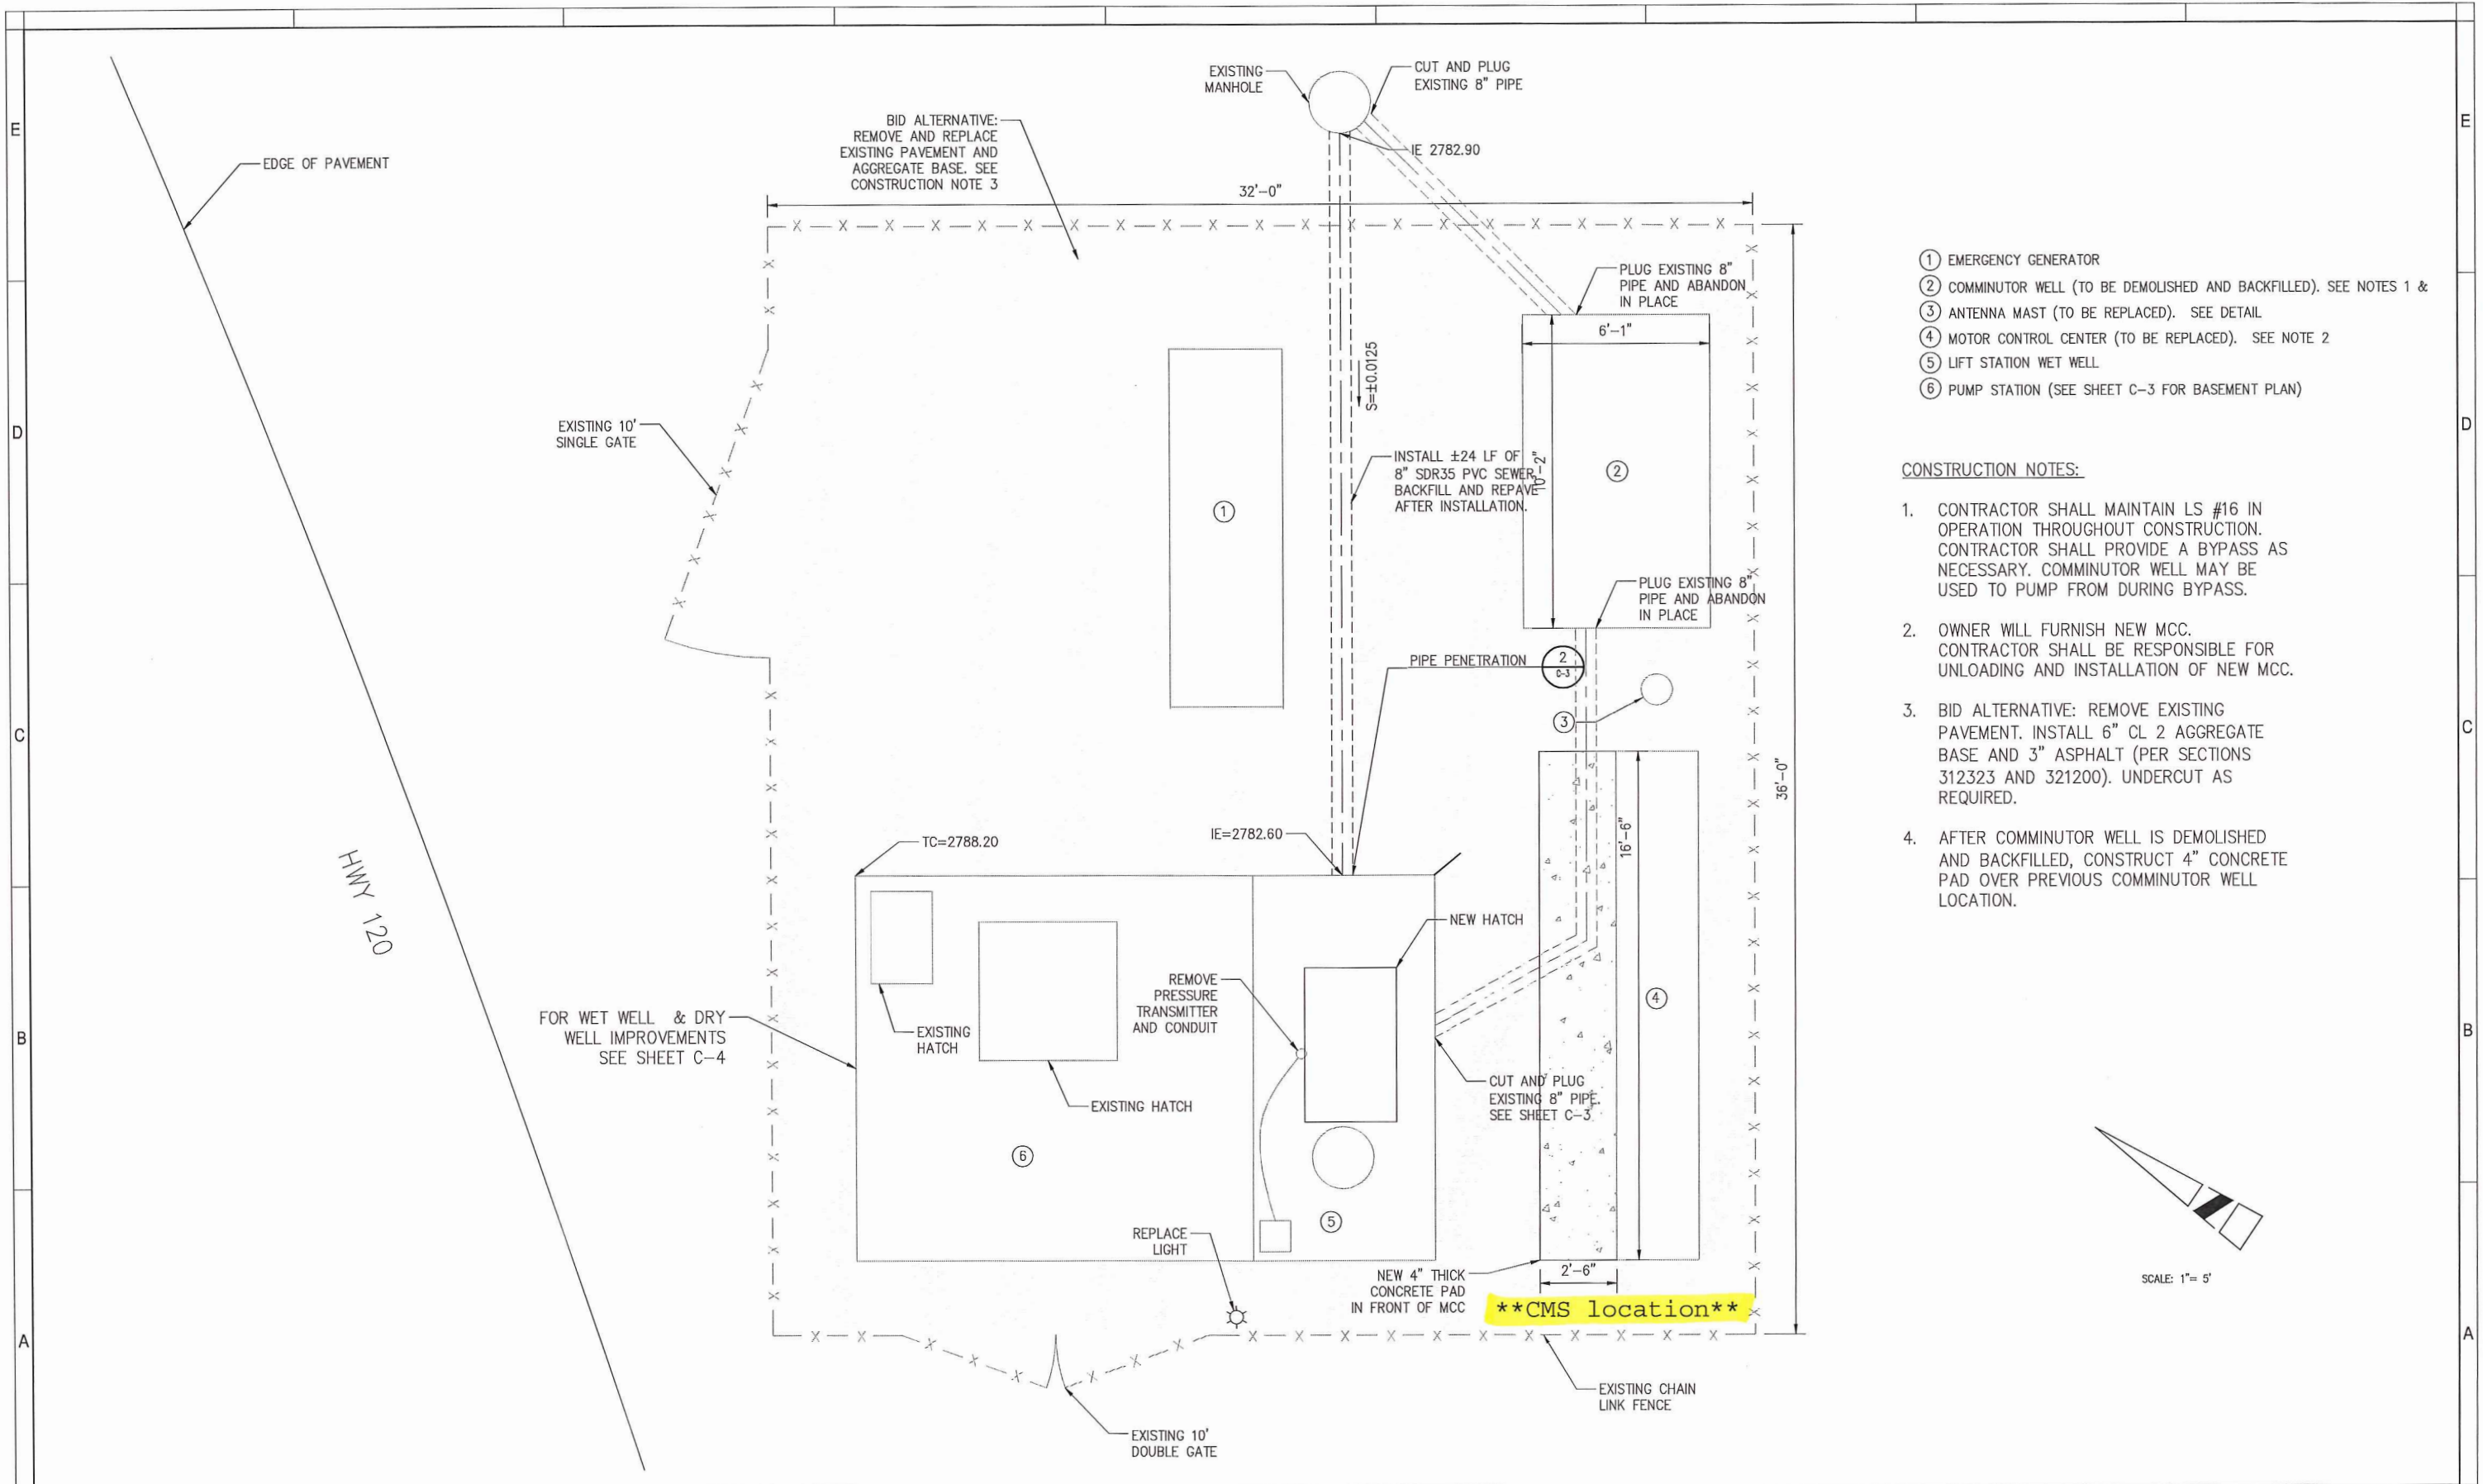 E
D
C
B
A
E
D
C
B
A
EDGE OF PAVEMENT
HWY 120
BID ALTERNATIVE:
REMOVE AND REPLACE
EXISTING PAVEMENT AND
AGGREGATE BASE. SEE
CONSTRUCTION NOTE 3
EXISTING
MANHOLE
CUT AND PLUG
EXISTING 8" PIPE
IE 2782.90
32'-0"
PLUG EXISTING 8"
PIPE AND ABANDON
IN PLACE
6'-1"
S=±0.0125
EXISTING 10'
SINGLE GATE
INSTALL ±24 LF OF
8" SDR35 PVC SEWER.
BACKFILL AND REPAVE
AFTER INSTALLATION.
10'-2"
2
1
PLUG EXISTING 8"
PIPE AND ABANDON
IN PLACE
PIPE PENETRATION
2
C-3
3
36'-0"
TC=2788.20
IE=2782.60
16'-6"
NEW HATCH
REMOVE
PRESSURE
TRANSMITTER
AND CONDUIT
4
FOR WET WELL & DRY
WELL IMPROVEMENTS
SEE SHEET C-4
EXISTING
HATCH
EXISTING HATCH
CUT AND PLUG
EXISTING 8" PIPE.
SEE SHEET C-3
6
5
REPLACE
LIGHT
NEW 4" THICK
CONCRETE PAD
IN FRONT OF MCC
2'-6"
**CMS location**
EXISTING CHAIN
LINK FENCE
EXISTING 10'
DOUBLE GATE
1 EMERGENCY GENERATOR
2 COMMINUTOR WELL (TO BE DEMOLISHED AND BACKFILLED). SEE NOTES 1 &
3 ANTENNA MAST (TO BE REPLACED). SEE DETAIL
4 MOTOR CONTROL CENTER (TO BE REPLACED). SEE NOTE 2
5 LIFT STATION WET WELL
6 PUMP STATION (SEE SHEET C-3 FOR BASEMENT PLAN)
CONSTRUCTION NOTES:
1. CONTRACTOR SHALL MAINTAIN LS #16 IN
OPERATION THROUGHOUT CONSTRUCTION.
CONTRACTOR SHALL PROVIDE A BYPASS AS
NECESSARY. COMMINUTOR WELL MAY BE
USED TO PUMP FROM DURING BYPASS.
2. OWNER WILL FURNISH NEW MCC.
CONTRACTOR SHALL BE RESPONSIBLE FOR
UNLOADING AND INSTALLATION OF NEW MCC.
3. BID ALTERNATIVE: REMOVE EXISTING
PAVEMENT. INSTALL 6" CL 2 AGGREGATE
BASE AND 3" ASPHALT (PER SECTIONS
312323 AND 321200). UNDERCUT AS
REQUIRED.
4. AFTER COMMINUTOR WELL IS DEMOLISHED
AND BACKFILLED, CONSTRUCT 4" CONCRETE
PAD OVER PREVIOUS COMMINUTOR WELL
LOCATION.
SCALE: 1"= 5'